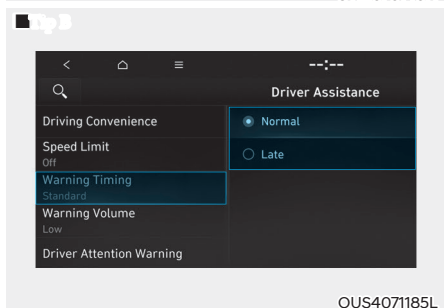 --:--
Driver Assistance
Driving Convenience
Normal
Speed Limit
Off
Late
Warning Timing
Standard
Warning Volume
Low
Driver Attention Warning
OUS4071185L